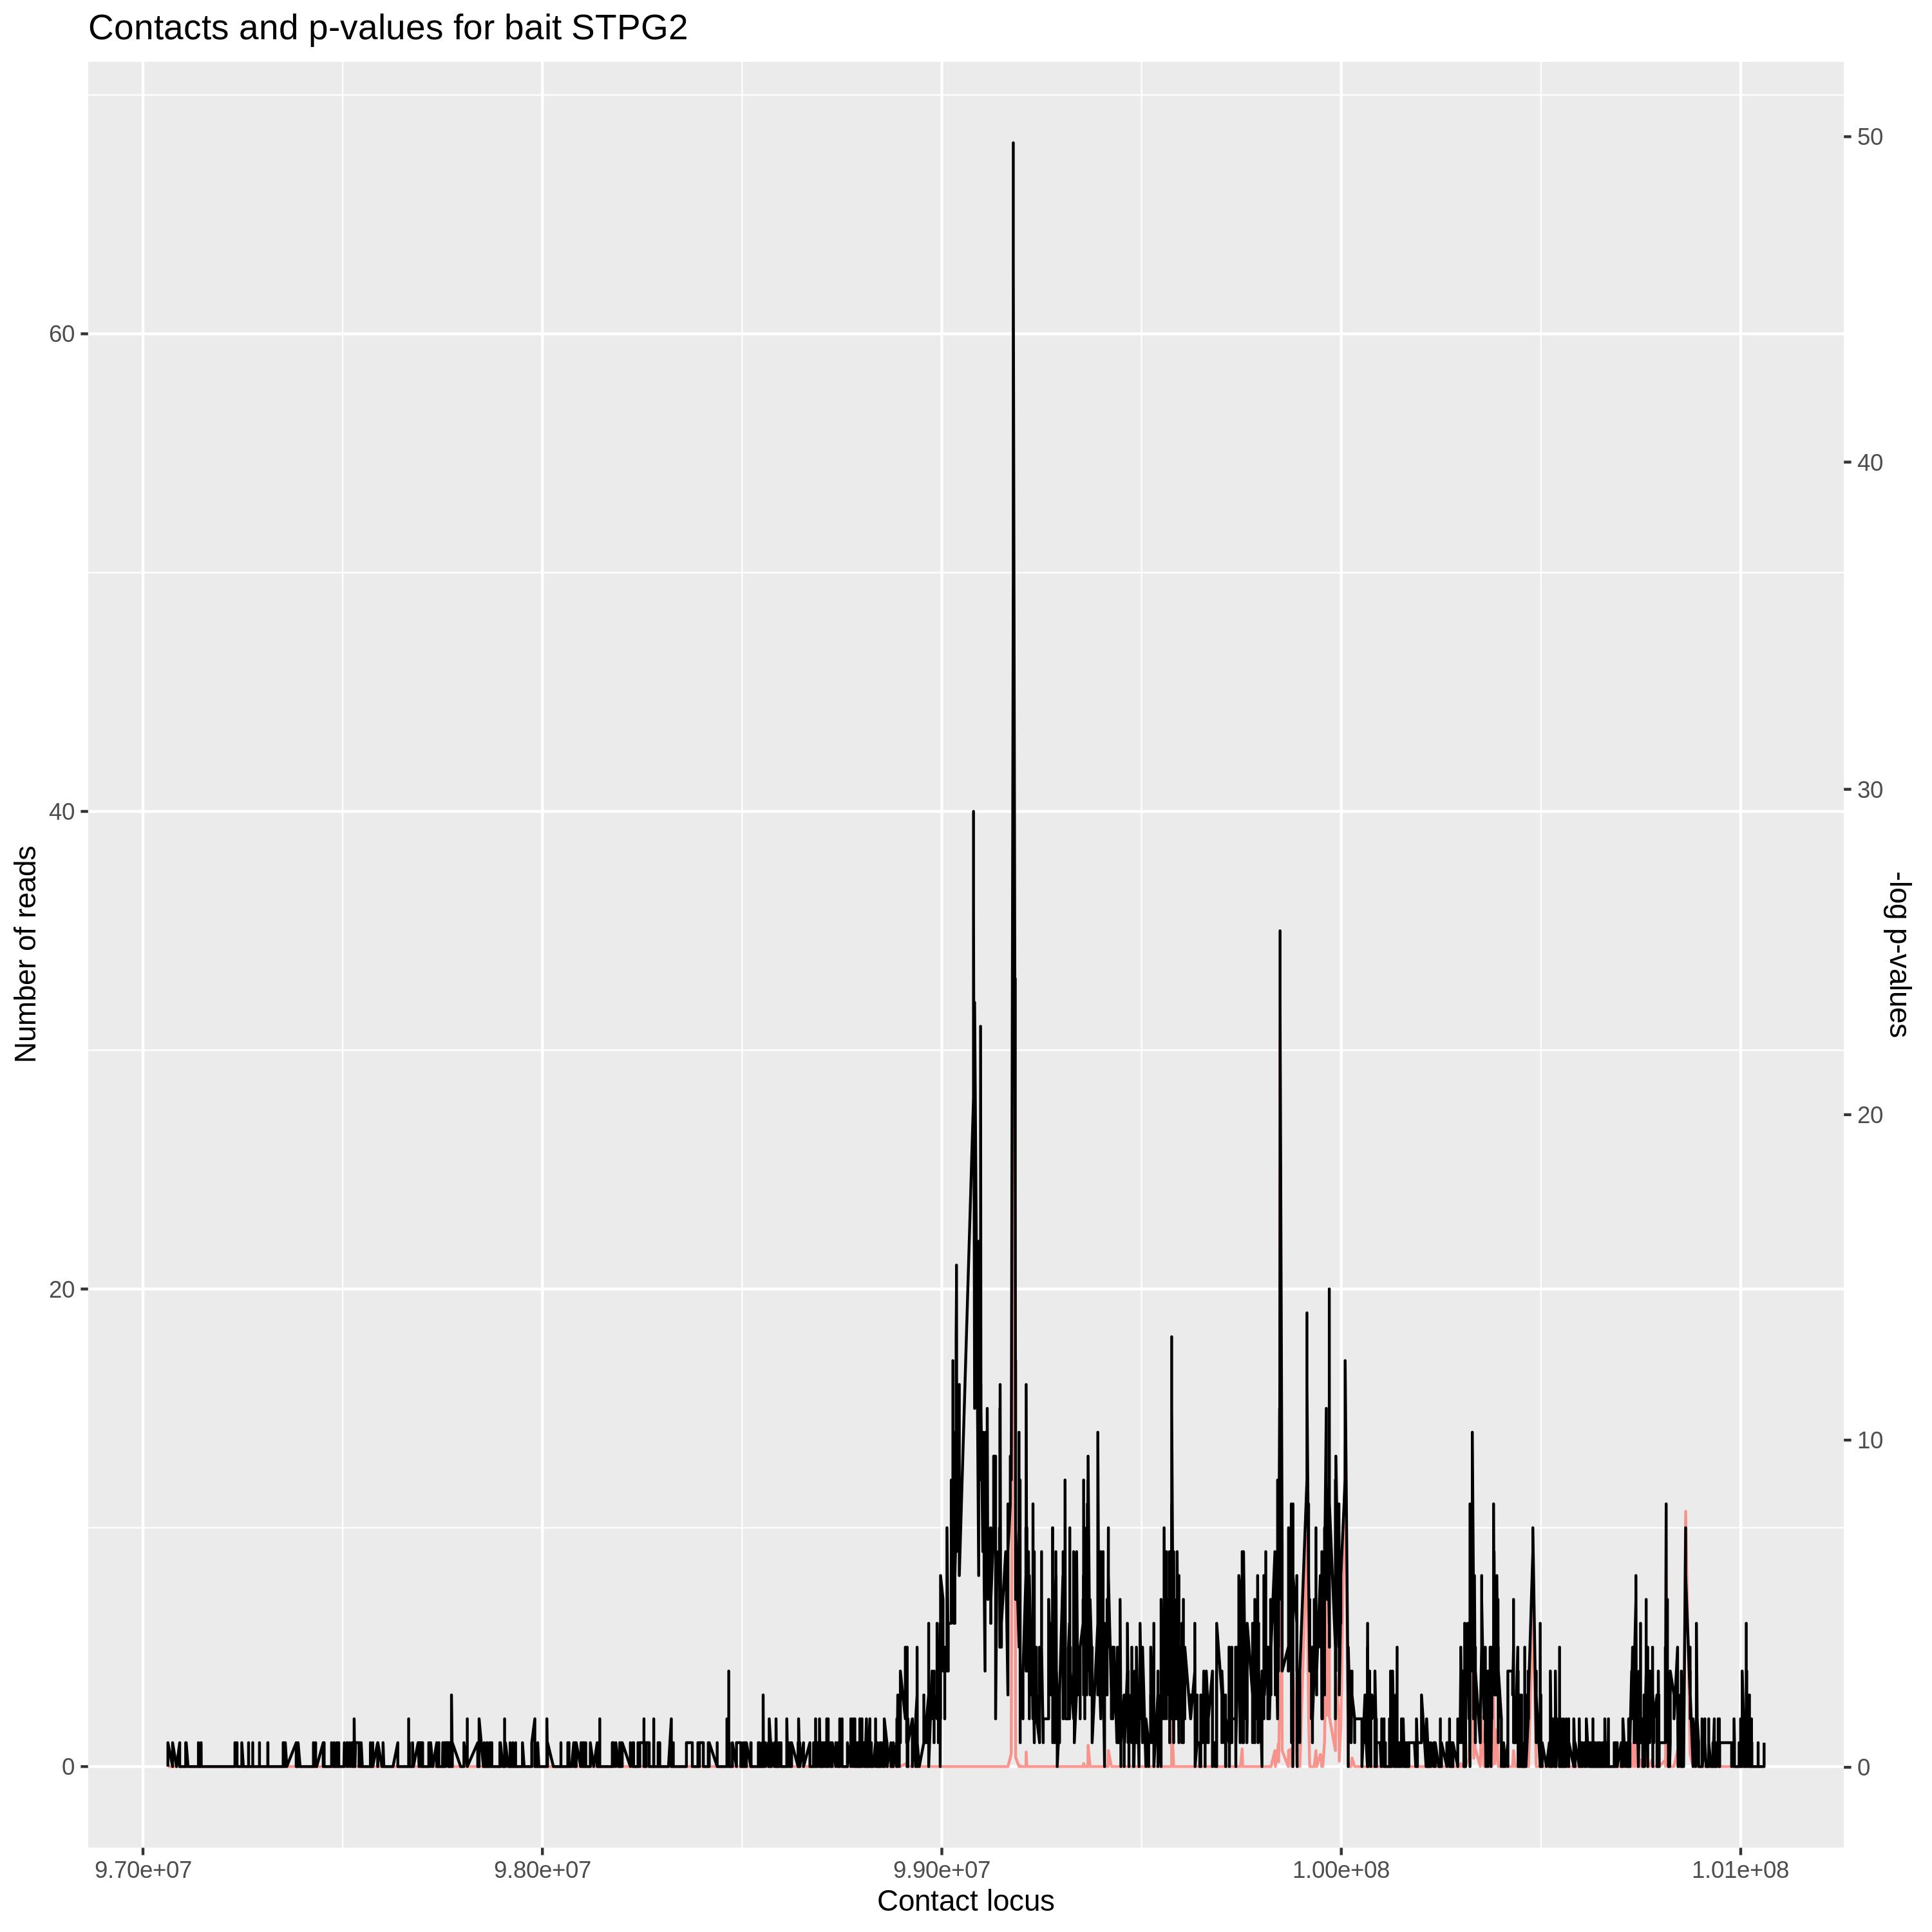 Contacts and p-values for bait STPG2
Number of reads
60
40
20
0
50
40
30
20
10
0
-log p-values
9.70e+07 9.80e+07 9.90e+07 1.00e+08 1.01e+08
Contact locus